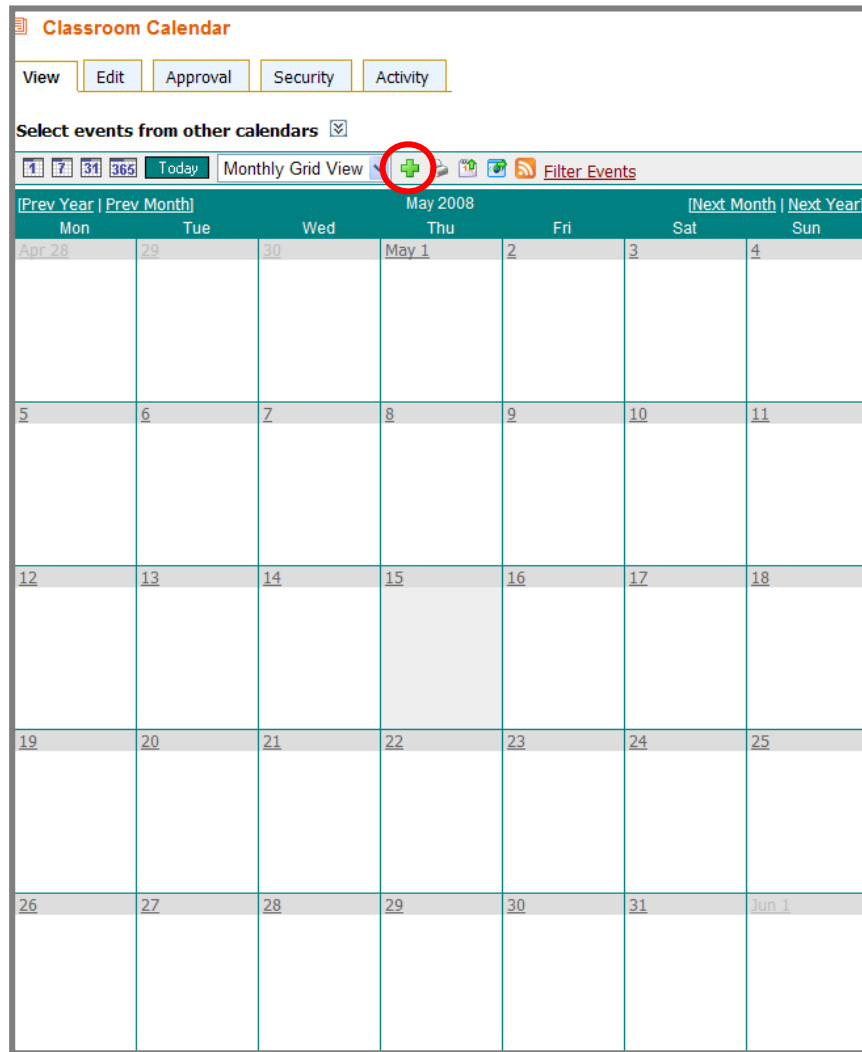 Classroom Calendar
View Edit Approval Security Activity
Select events from other calendars
1 7 31 365 Today Monthly Grid View Filter Events
[Prev Year | Prev Month] May 2008 [Next Month | Next Year]
Mon Tue Wed Thu Fri Sat Sun
Apr 28 29 30 May 1 2 3 4
5 6 7 8 9 10 11
12 13 14 15 16 17 18
19 20 21 22 23 24 25
26 27 28 29 30 31 Jun 1